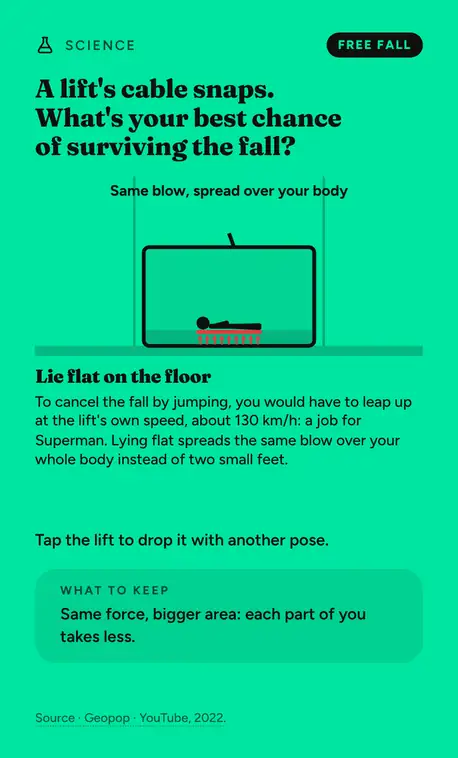 SCIENCE
FREE FALL
A lift's cable snaps.
What's your best chance
of surviving the fall?
Same blow, spread over your body
Lie flat on the floor
To cancel the fall by jumping, you would have to leap up
at the lift's own speed, about 130 km/h: a job for
Superman. Lying flat spreads the same blow over your
whole body instead of two small feet.
Tap the lift to drop it with another pose.
WHAT TO KEEP
Same force, bigger area: each part of you
takes less.
Source · Geopop · YouTube, 2022.